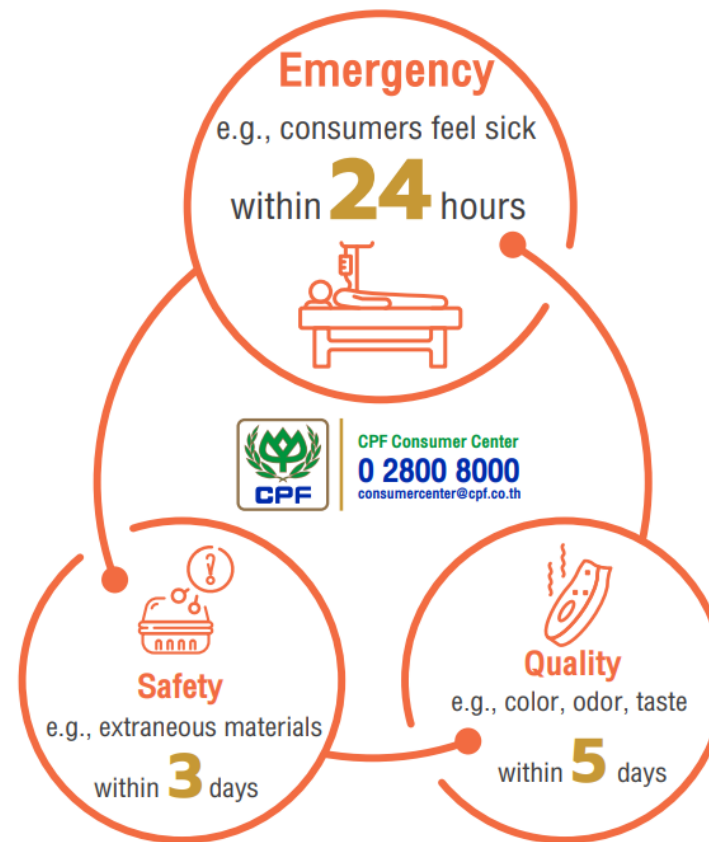 Emergency
e.g., consumers feel sick
within 24 hours
CPF
CPF Consumer Center
0 2800 8000
consumercenter@cpf.co.th
Safety
e.g., extraneous materials
within 3 days
Quality
e.g., color, odor, taste
within 5 days